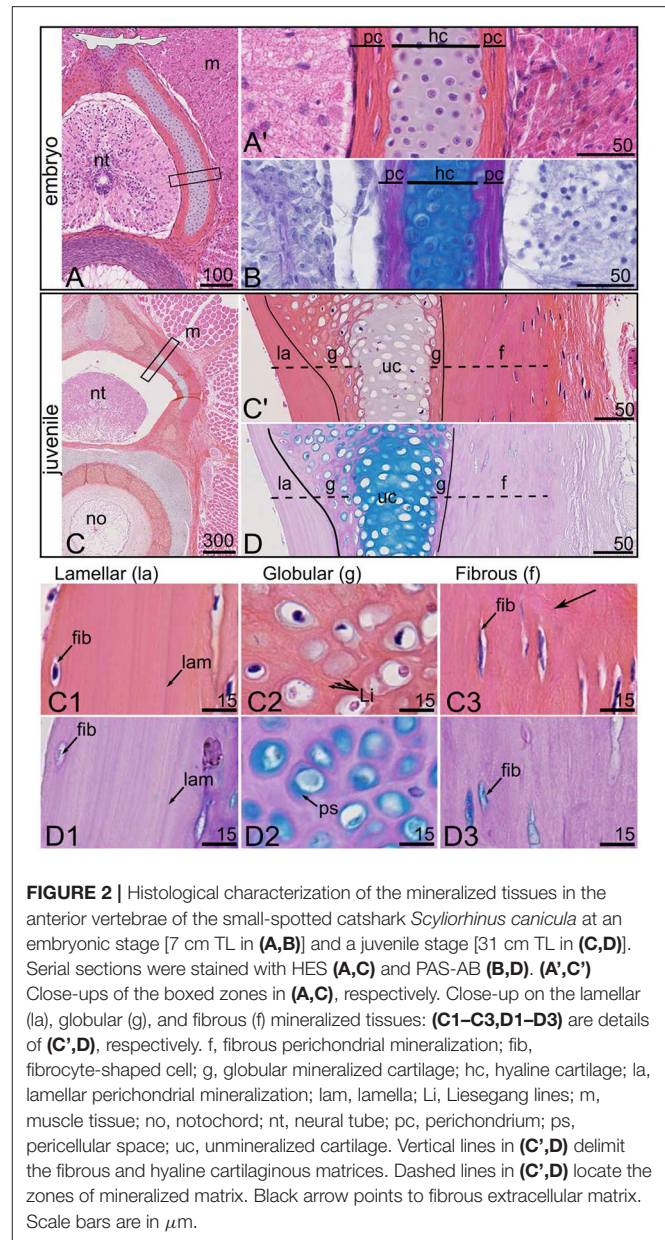 embryo
pc hc pc
m
nt
A'
50
pc hc pc
A
100
B
50
juvenile
m
la g uc g f
nt
C'
50
no
la g uc g f
C
300
D
50
Lamellar (la) Globular (g) Fibrous (f)
fib
lam
Li
fib
C1 15
C2 15
C3 15
fib
lam
ps
fib
D1 15
D2 15
D3 15
FIGURE 2 | Histological characterization of the mineralized tissues in the
anterior vertebrae of the small-spotted catshark Scyliorhinus canicula at an
embryonic stage [7 cm TL in (A,B)] and a juvenile stage [31 cm TL in (C,D)].
Serial sections were stained with HES (A,C) and PAS-AB (B,D). (A',C')
Close-ups of the boxed zones in (A,C), respectively. Close-up on the lamellar
(la), globular (g), and fibrous (f) mineralized tissues: (C1–C3,D1–D3) are details
of (C',D), respectively. f, fibrous perichondrial mineralization; fib,
fibrocyte-shaped cell; g, globular mineralized cartilage; hc, hyaline cartilage; la,
lamellar perichondrial mineralization; lam, lamella; Li, Liesegang lines; m,
muscle tissue; no, notochord; nt, neural tube; pc, perichondrium; ps,
pericellular space; uc, unmineralized cartilage. Vertical lines in (C',D) delimit
the fibrous and hyaline cartilaginous matrices. Dashed lines in (C',D) locate the
zones of mineralized matrix. Black arrow points to fibrous extracellular matrix.
Scale bars are in μm.